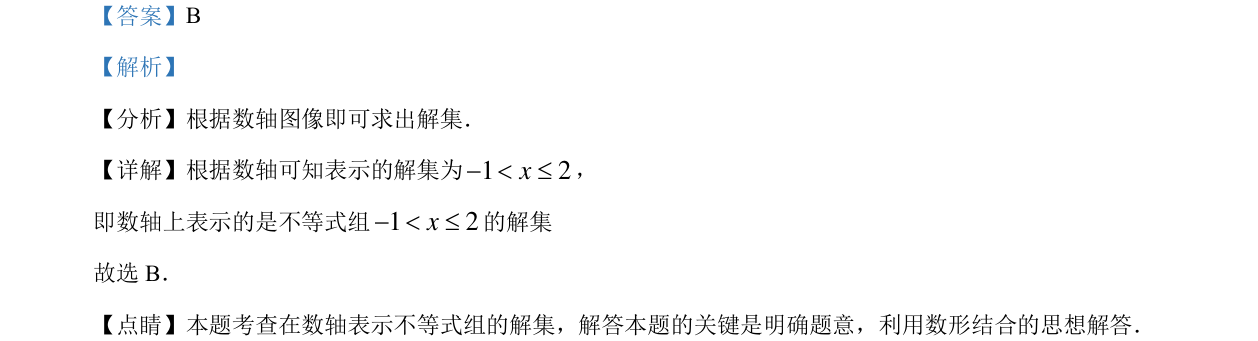 【答案】B
【解析】
【分析】根据数轴图像即可求出解集．
【详解】根据数轴可知表示的解集为 −1 < x ≤ 2，
即数轴上表示的是不等式组 −1 < x ≤ 2 的解集
故选 B．
【点睛】本题考查在数轴表示不等式组的解集，解答本题的关键是明确题意，利用数形结合的思想解答．